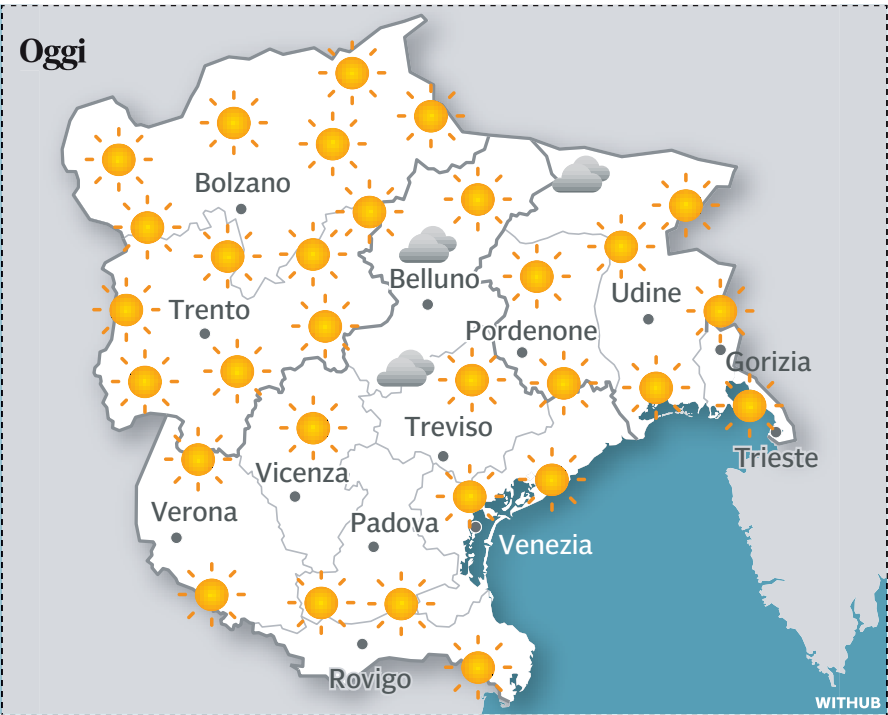 Oggi
Bolzano
Belluno
Trento
Udine
Pordenone
Gorizia
Treviso
Trieste
Vicenza
Verona
Padova
Venezia
Rovigo
WITHUB